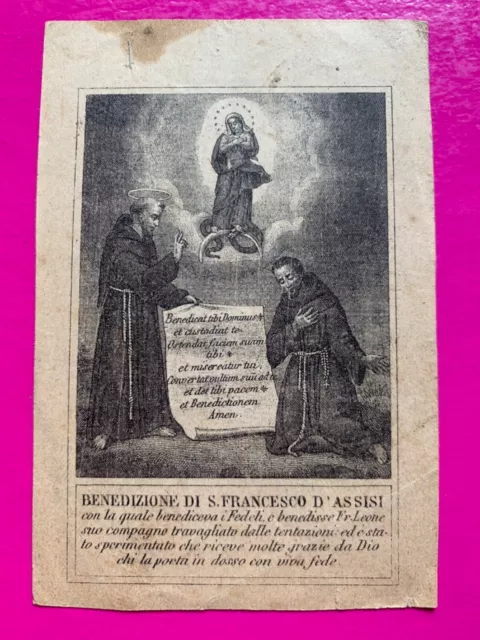 Benedicat tibi Dominus &
et custodiat te
Ostendat faciem suam
tibi &
et misereatur tui,
Convertat vultum suũ ad te
et det tibi pacem &
et Benedictionem
Amen.
BENEDIZIONE DI S. FRANCESCO D'ASSISI
con la quale benediceva i Fedeli, e benedisse Fr. Leone
suo compagno travagliato dalle tentazioni ed è sta-
to sperimentato che riceve molte grazie da Dio
chi la porta in dosso con viva fede